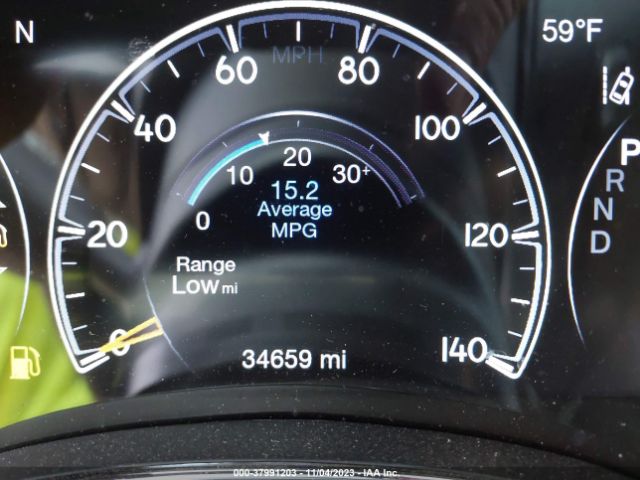 N
59°F
MPH
60
80
40
100
20
120
0
140
10
20
30+
0
15.2
Average
MPG
Range
Low mi
34659 mi
P
R
N
D
000-37991203 - 11/04/2023 - IAA Inc.